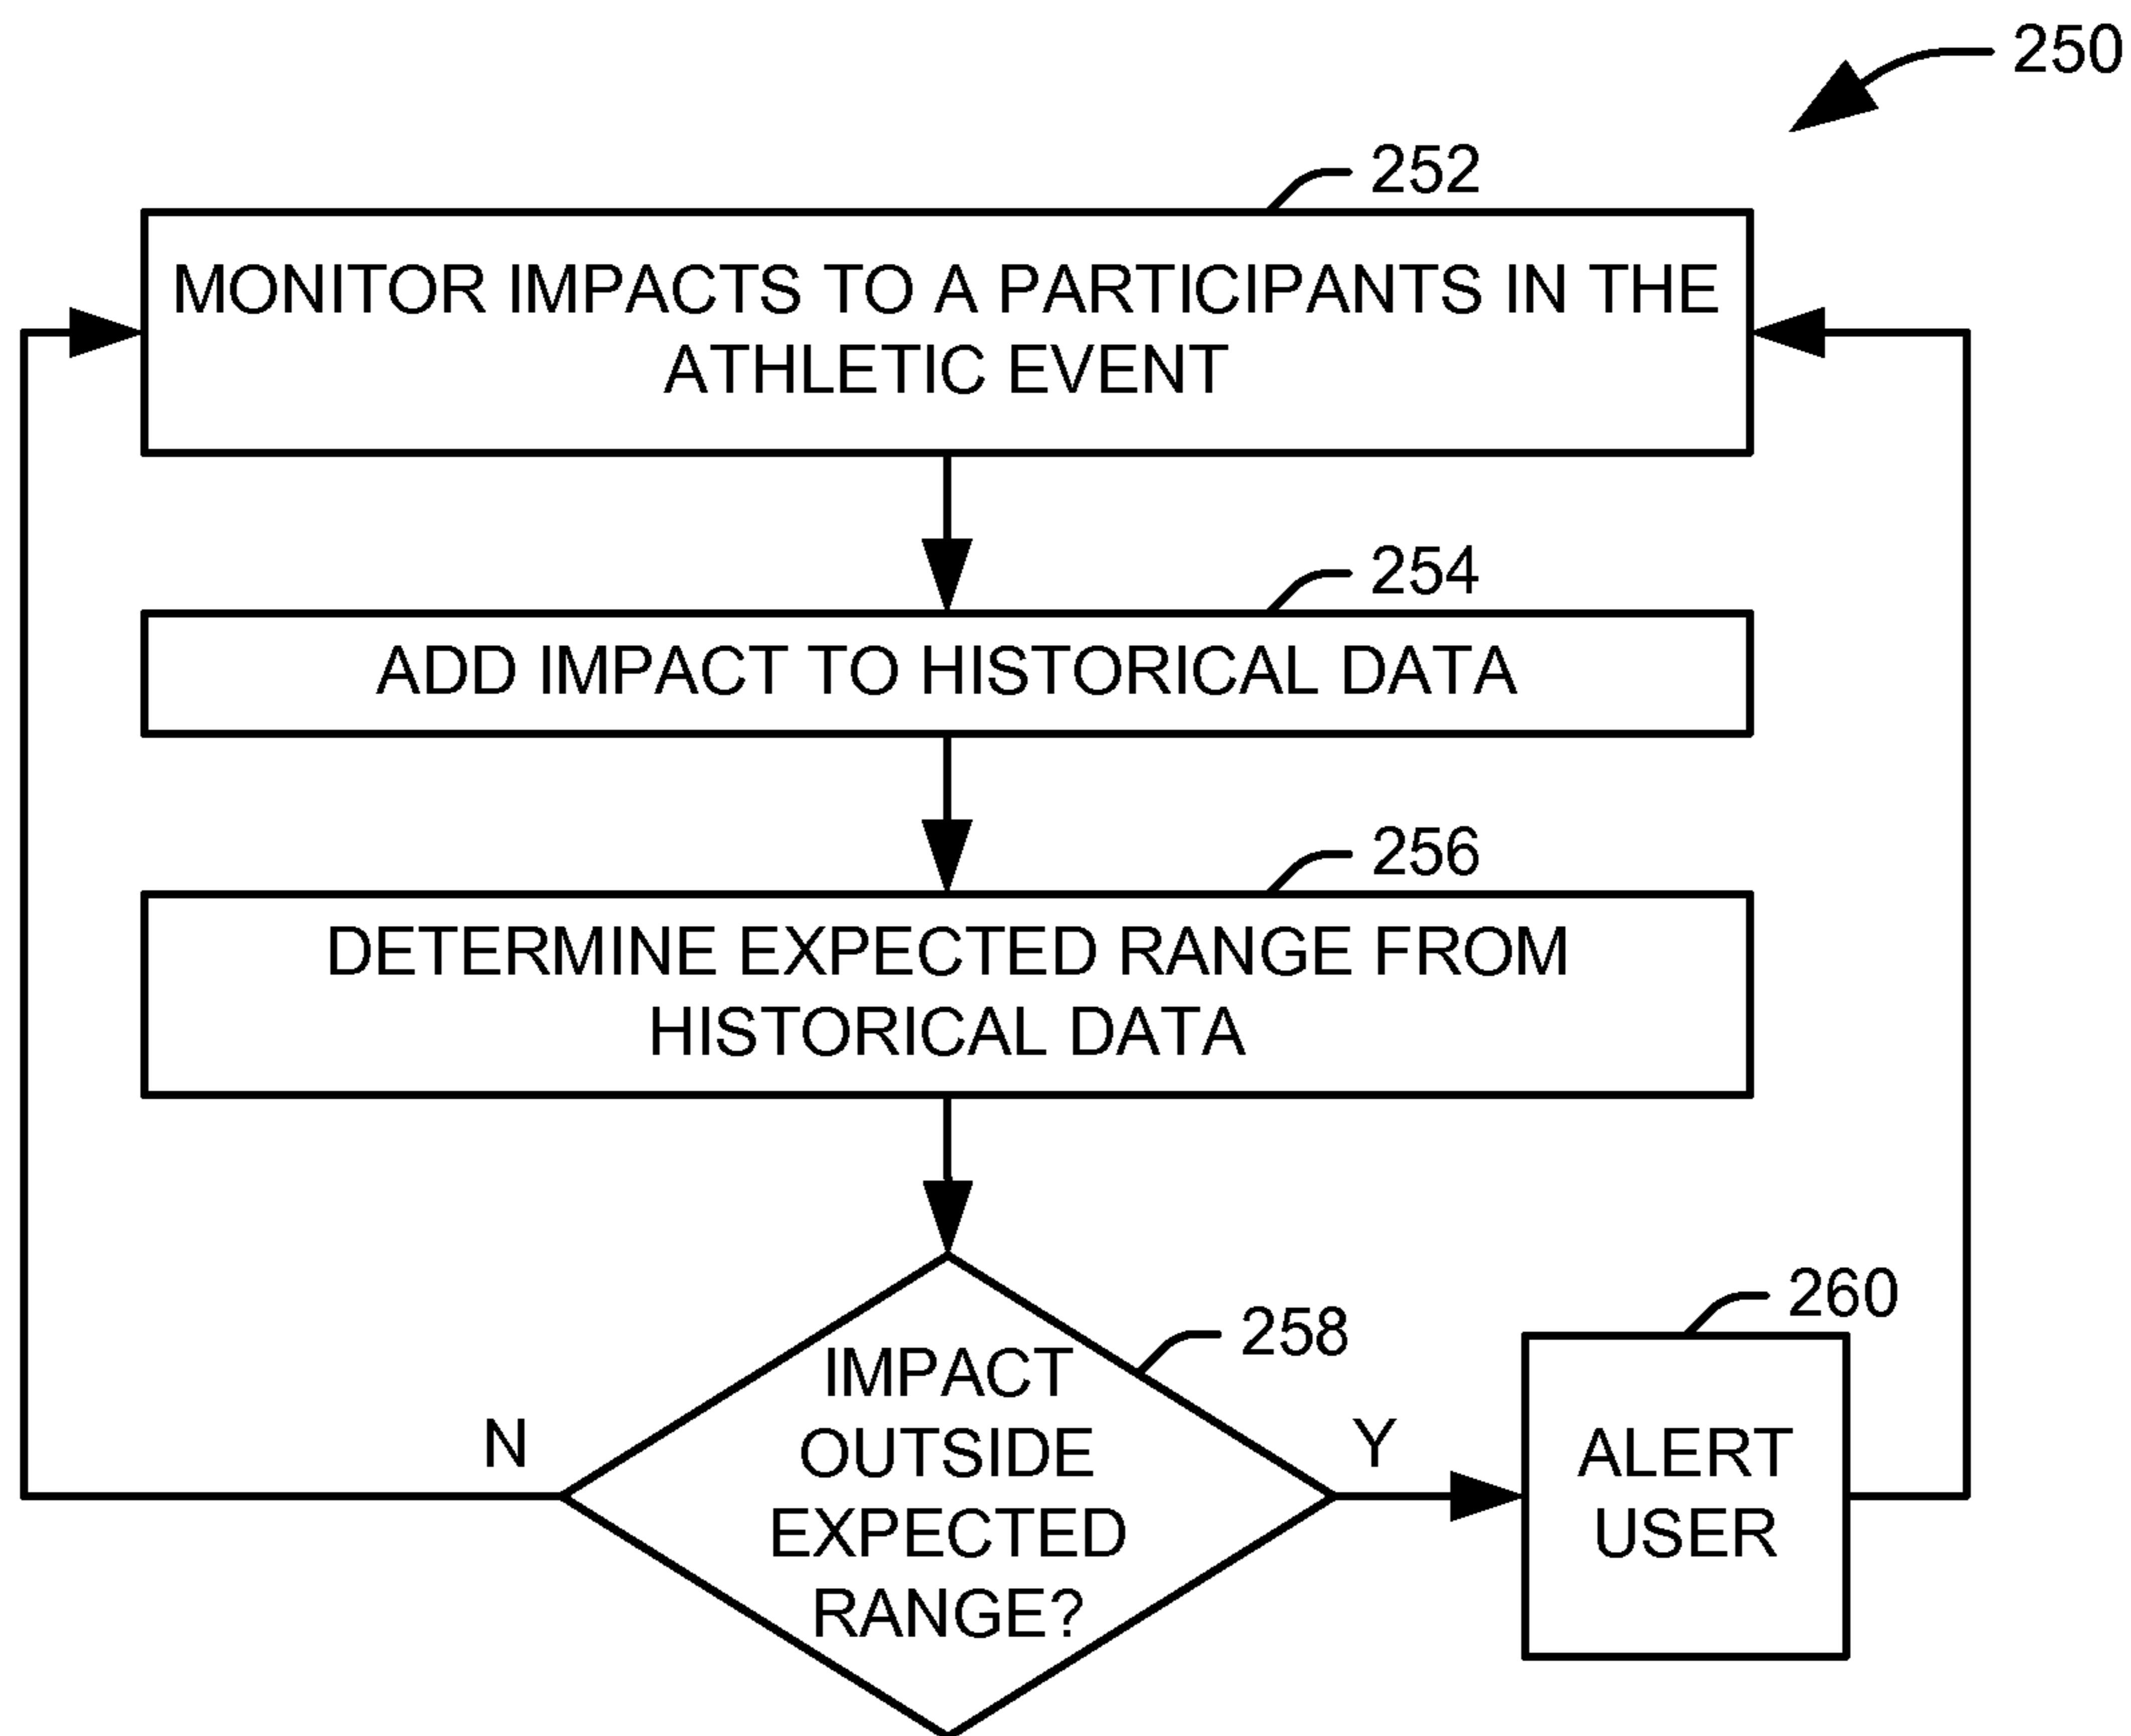 250
252
MONITOR IMPACTS TO A PARTICIPANTS IN THE
ATHLETIC EVENT
254
ADD IMPACT TO HISTORICAL DATA
256
DETERMINE EXPECTED RANGE FROM
HISTORICAL DATA
258
IMPACT
OUTSIDE
EXPECTED
RANGE?
N
Y
260
ALERT
USER